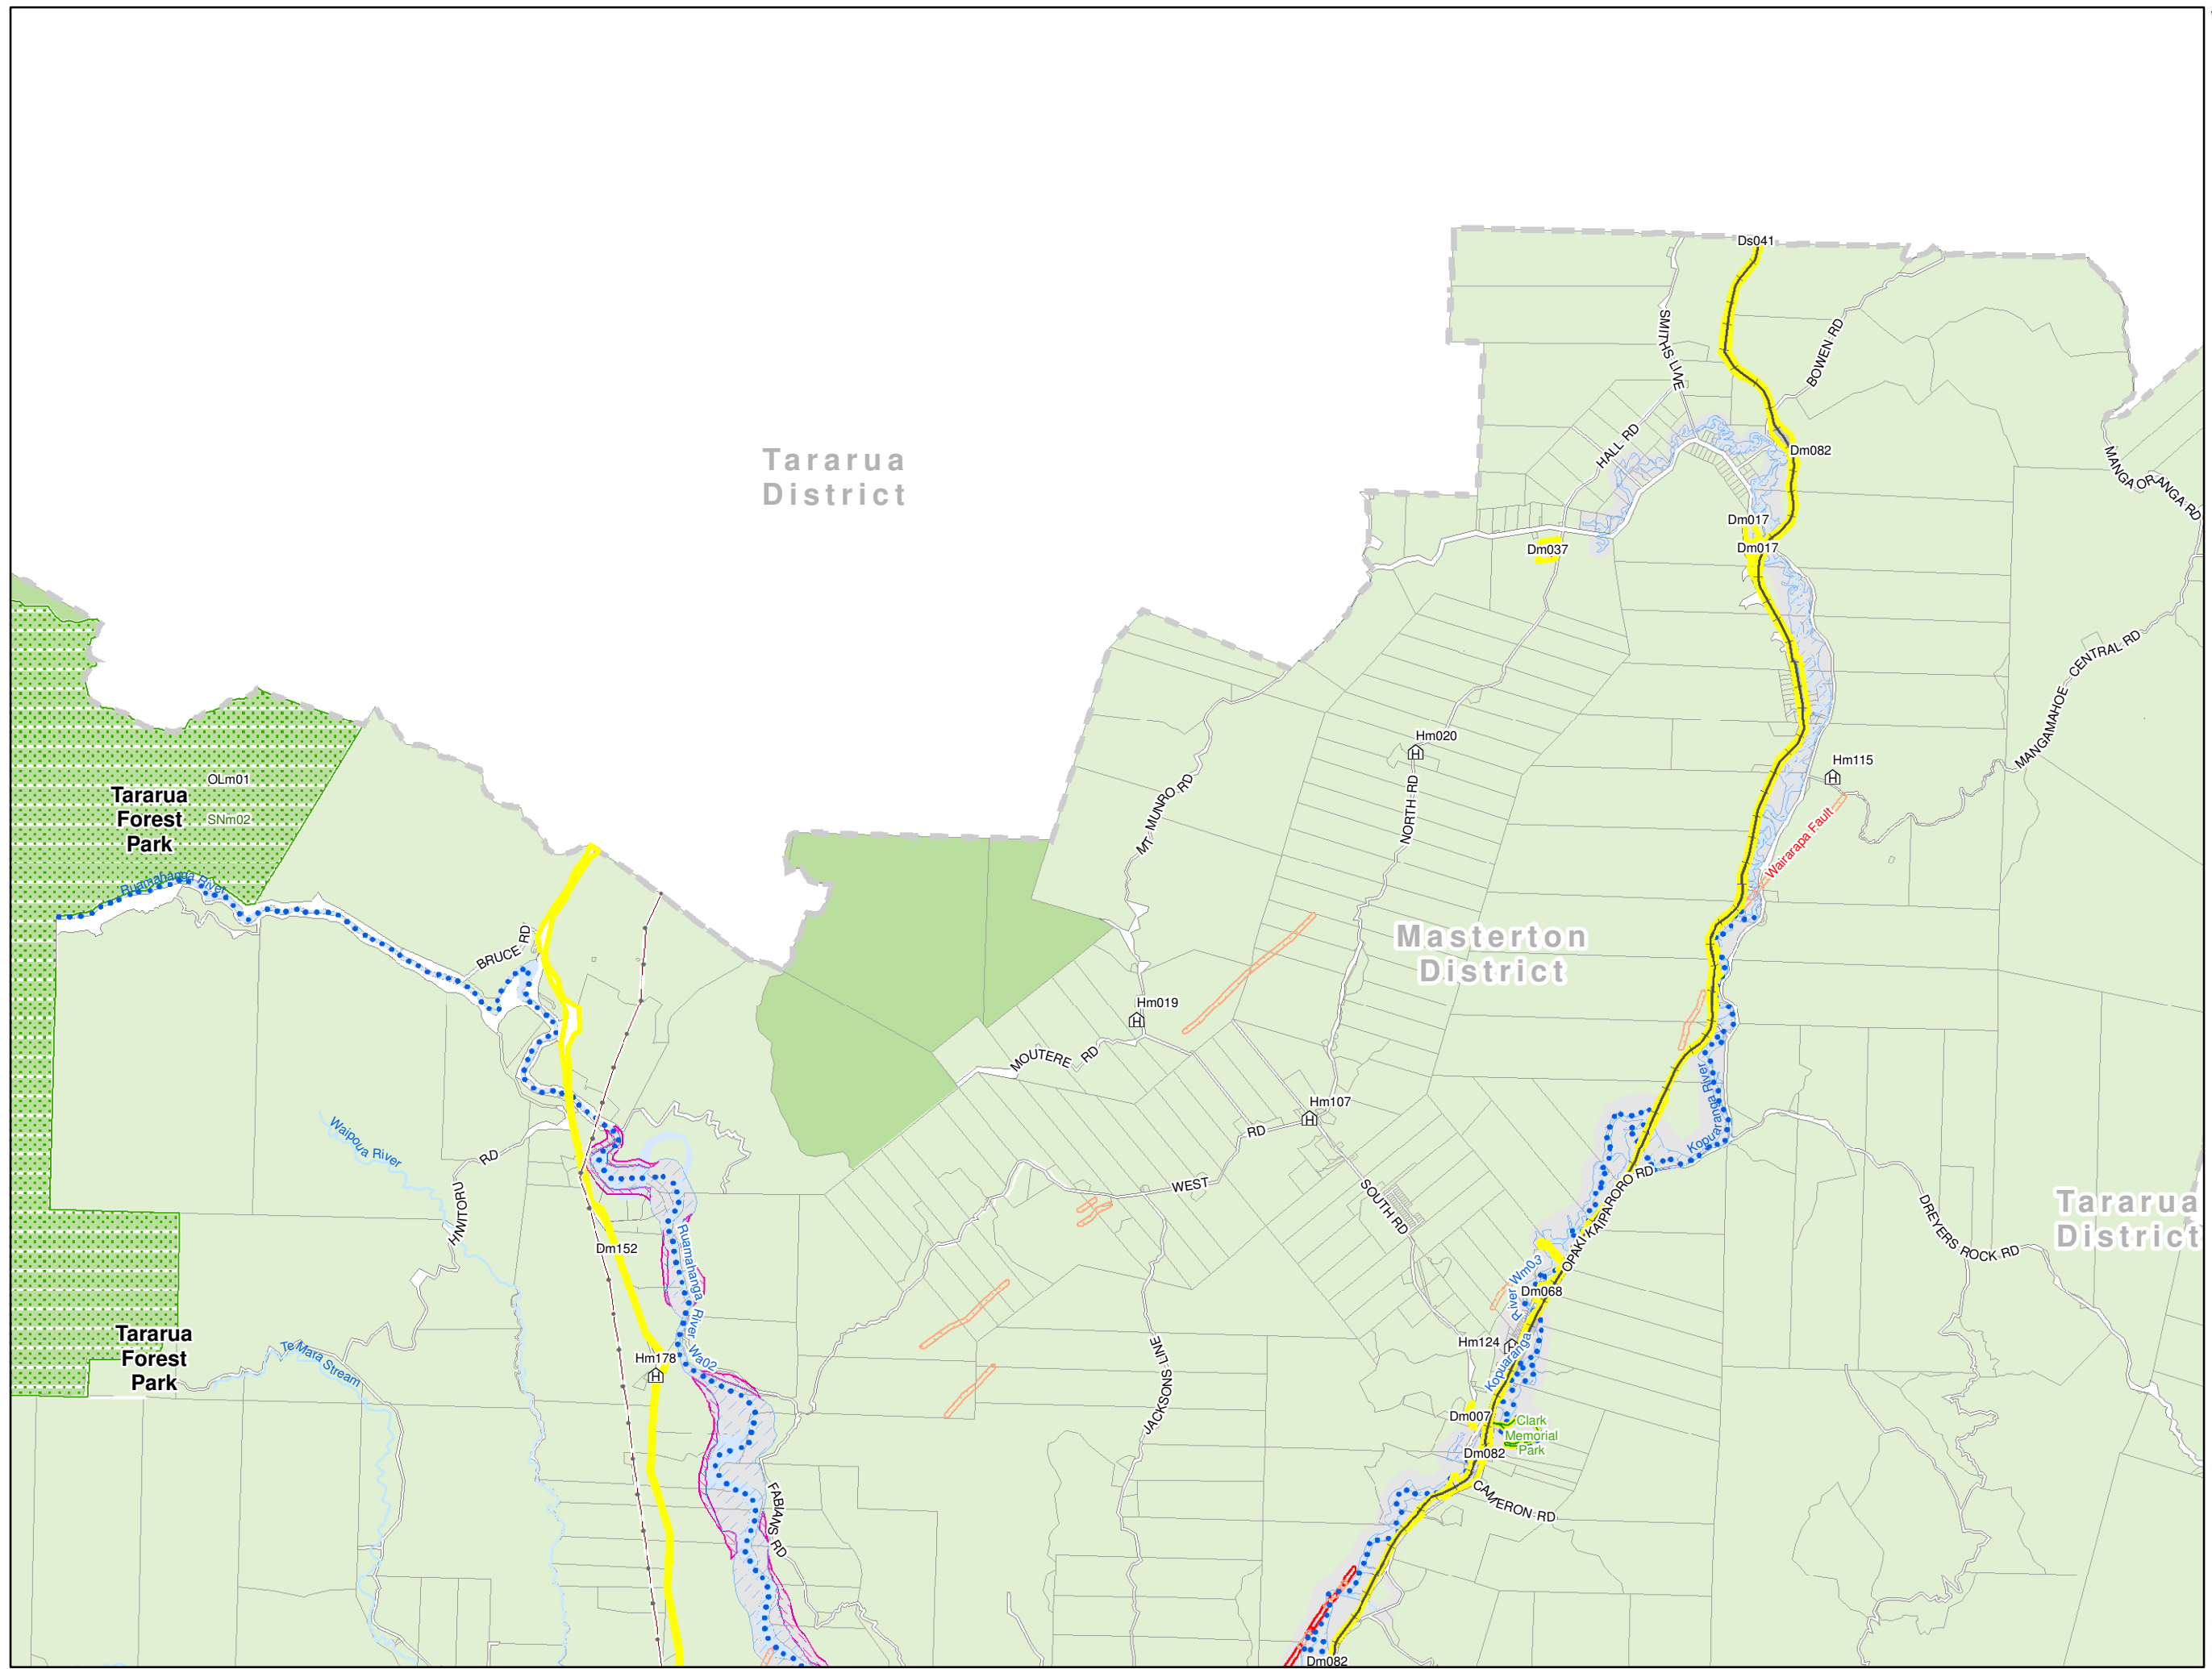 Ds041
SMITHS LINE
BOWEN RD
HALL RD
Dm082
Tararua
District
MANGA ORANGA RD
Dm017
Dm037
Dm017
MANGAMAHOE CENTRAL RD
Hm020
Hm115
OLm01
Tararua
Forest
Park
SNm02
MT MUNRO RD
NORTH RD
Wairarapa Fault
Ruamahanga River
BRUCE RD
Masterton
District
Hm019
MOUTERE RD
Kopuaranga River
Hm107
Waipoua River
RD
HWITORU
WEST
RD
SOUTH RD
OPAKI KAIPARORO RD
DREYERS ROCK RD
Tararua
District
Dm152
Ruamahanga River Wa02
Kopuaranga River Wm03
Dm068
Tararua
Forest
Park
Te Mara Stream
Hm124
Hm178
JACKSONS LINE
Dm007
Clark
Memorial
Park
Dm082
FABIANS RD
CAMERON RD
Dm082